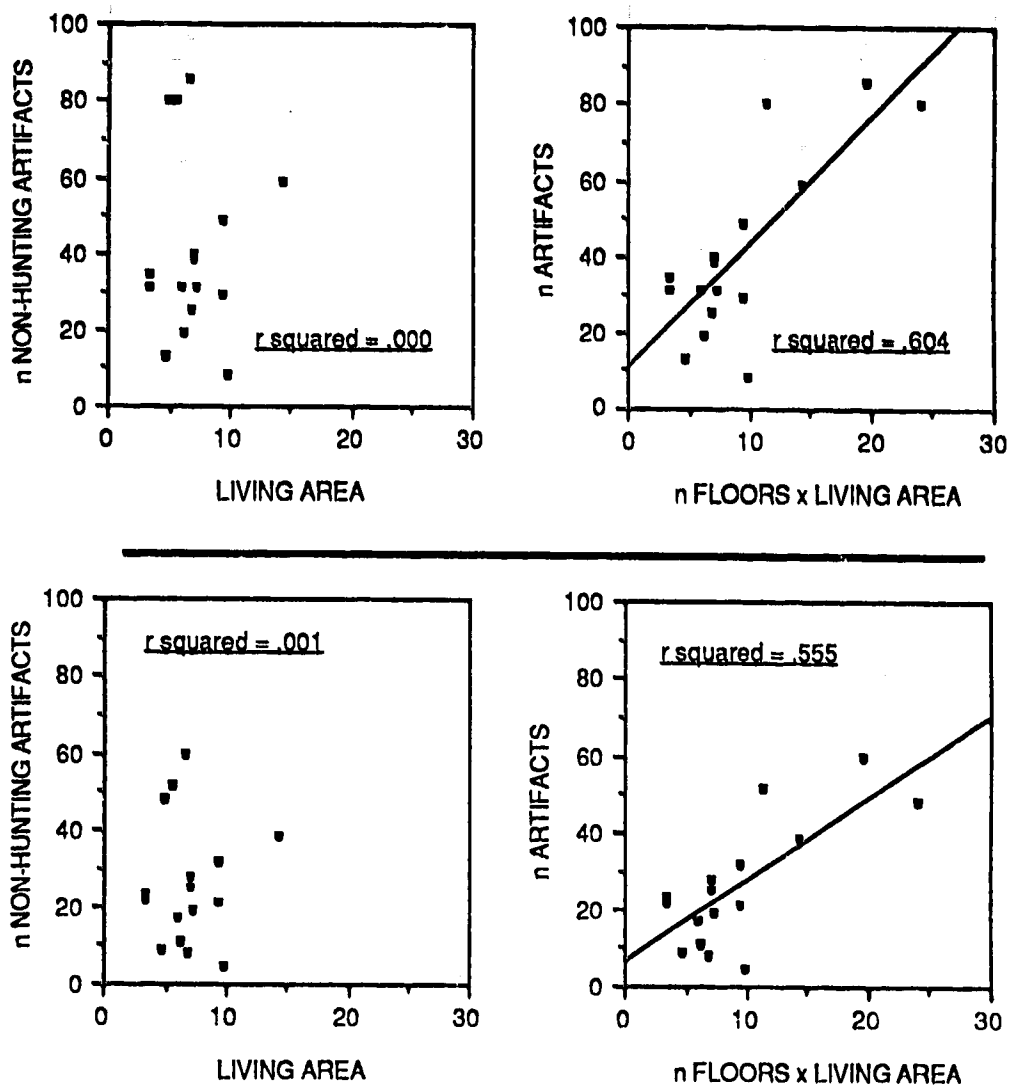 n NON-HUNTING ARTIFACTS
100
80
60
40
20
0
r squared = .000
0 10 20 30
LIVING AREA
n ARTIFACTS
100
80
60
40
20
0
r squared = .604
0 10 20 30
n FLOORS x LIVING AREA
n NON-HUNTING ARTIFACTS
100
80
60
40
20
0
r squared = .001
0 10 20 30
LIVING AREA
n ARTIFACTS
100
80
60
40
20
0
r squared = .555
0 10 20 30
n FLOORS x LIVING AREA